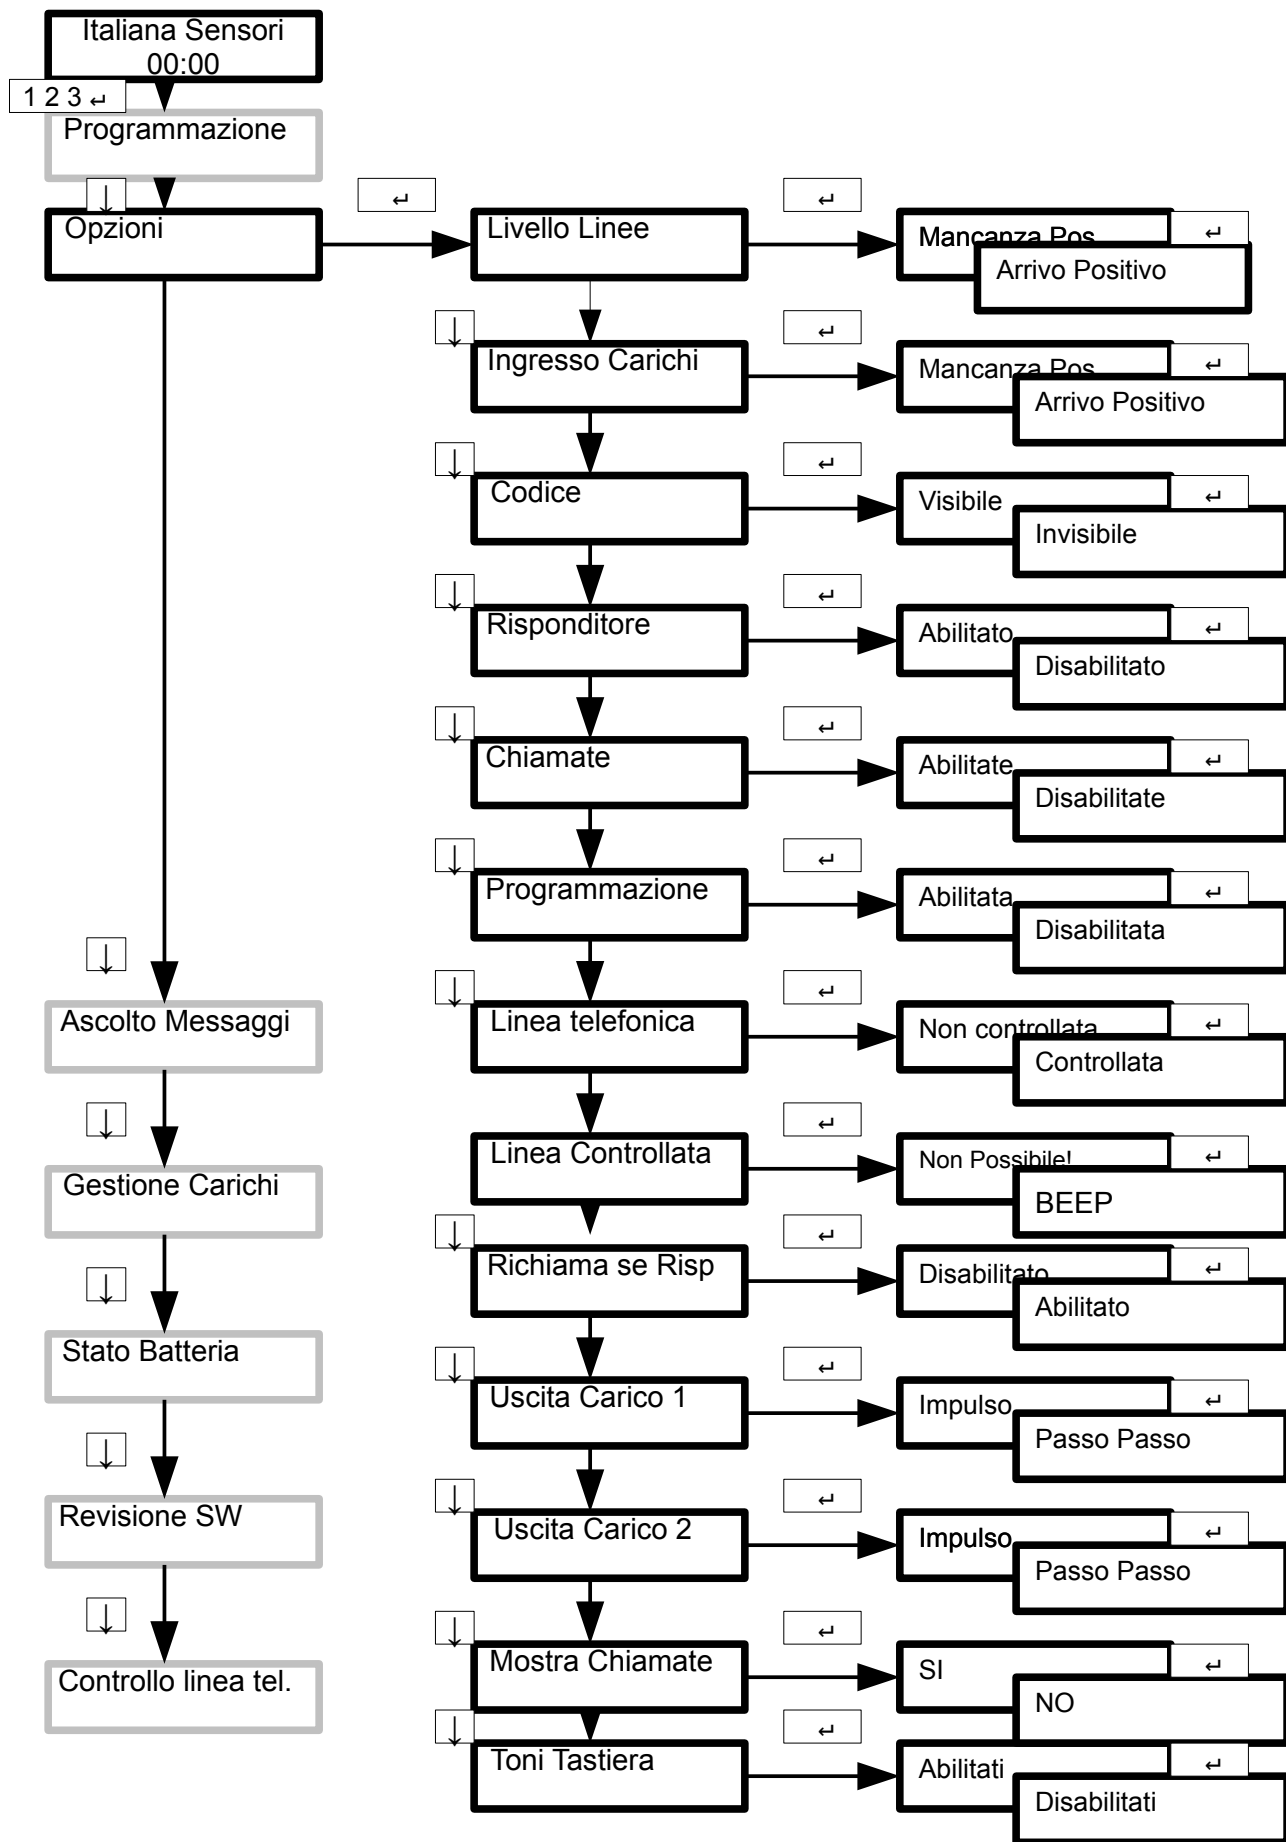 Italiana Sensori
00:00
1 2 3 ↵
Programmazione
↓
Opzioni
↵
Livello Linee
↵
Mancanza Pos
↵
Arrivo Positivo
↓
Ingresso Carichi
↵
Mancanza Pos
↵
Arrivo Positivo
↓
Codice
↵
Visibile
↵
Invisibile
↓
Risponditore
↵
Abilitato
↵
Disabilitato
↓
Chiamate
↵
Abilitate
↵
Disabilitate
↓
Programmazione
↵
Abilitata
↵
Disabilitata
↓
Linea telefonica
↵
Non controllata
↵
Controllata
Linea Controllata
↵
Non Possibile!
↵
BEEP
↓
Richiama se Risp
↵
Disabilitato
↵
Abilitato
↓
Uscita Carico 1
↵
Impulso
↵
Passo Passo
↓
Uscita Carico 2
↵
Impulso
↵
Passo Passo
↓
Mostra Chiamate
↵
SI
↵
NO
↓
Toni Tastiera
↵
Abilitati
↵
Disabilitati
↓
Ascolto Messaggi
↓
Gestione Carichi
↓
Stato Batteria
↓
Revisione SW
↓
Controllo linea tel.